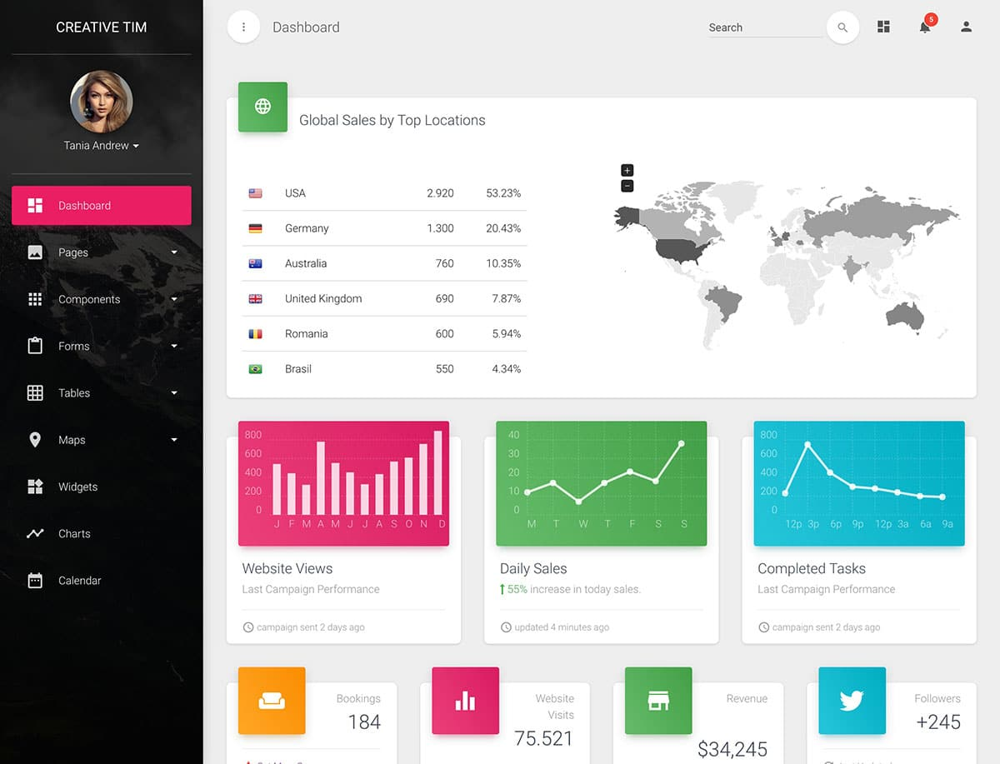 CREATIVE TIM
Tania Andrew
Dashboard
Pages
Components
Forms
Tables
Maps
Widgets
Charts
Calendar
Dashboard
Search
5
Global Sales by Top Locations
USA 2.920 53.23%
Germany 1.300 20.43%
Australia 760 10.35%
United Kingdom 690 7.87%
Romania 600 5.94%
Brasil 550 4.34%
+
−
800
600
400
200
0
J F M A M J J A S O N D
Website Views
Last Campaign Performance
campaign sent 2 days ago
40
30
20
10
0
M T W T F S S
Daily Sales
55% increase in today sales.
updated 4 minutes ago
800
600
400
200
0
12p 3p 6p 9p 12p 3a 6a 9a
Completed Tasks
Last Campaign Performance
campaign sent 2 days ago
Bookings
184
Website
Visits
75.521
Revenue
$34,245
Followers
+245